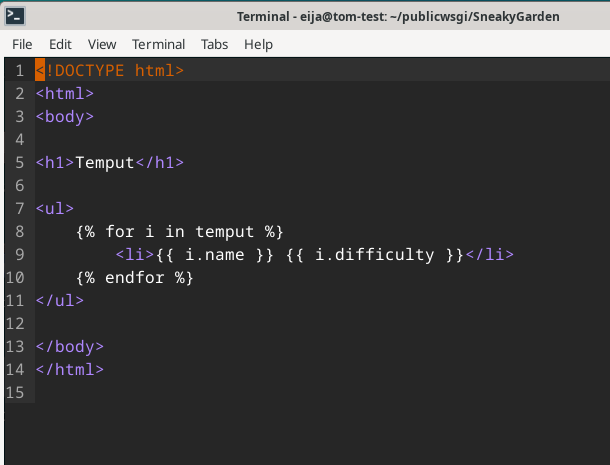 Terminal - eija@tom-test: ~/publicwsgi/SneakyGarden
File Edit View Terminal Tabs Help
1 <!DOCTYPE html>
2 <html>
3 <body>
4
5 <h1>Temput</h1>
6
7 <ul>
8     {% for i in temput %}
9         <li>{{ i.name }} {{ i.difficulty }}</li>
10     {% endfor %}
11 </ul>
12
13 </body>
14 </html>
15